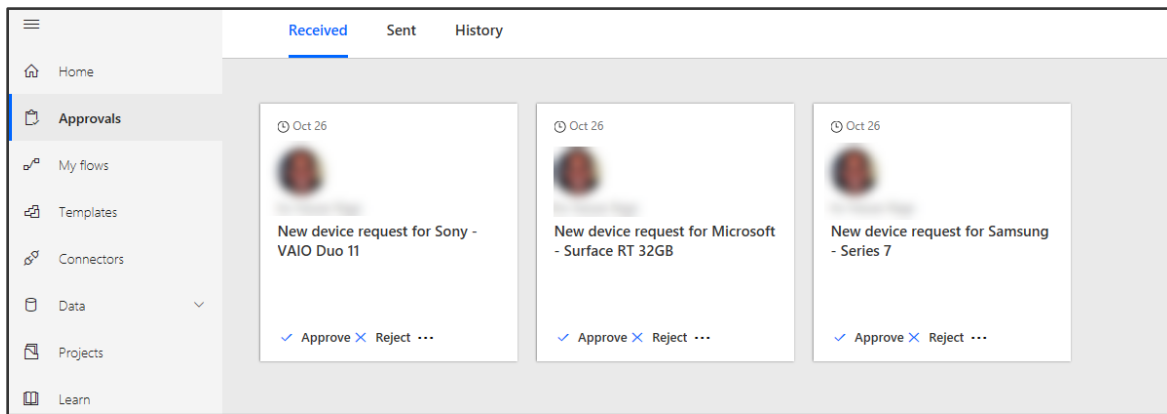 Received Sent History
Home
Approvals
My flows
Templates
Connectors
Data
Projects
Learn
Oct 26
New device request for Sony -
VAIO Duo 11
Approve Reject ...
Oct 26
New device request for Microsoft
- Surface RT 32GB
Approve Reject ...
Oct 26
New device request for Samsung
- Series 7
Approve Reject ...